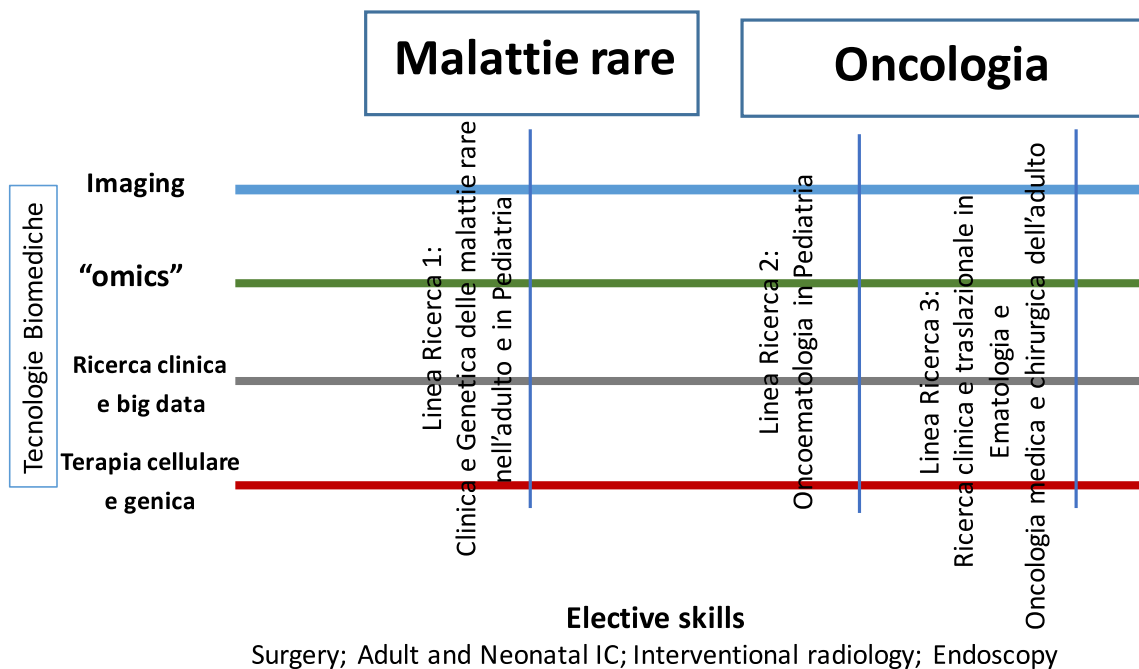 Malattie rare
Oncologia
Tecnologie Biomediche
Imaging
“omics”
Ricerca clinica
e big data
Terapia cellulare
e genica
Linea Ricerca 1:
Clinica e Genetica delle malattie rare
nell’adulto e in Pediatria
Linea Ricerca 2:
Oncoematologia in Pediatria
Linea Ricerca 3:
Ricerca clinica e traslazionale in
Ematologia e
Oncologia medica e chirurgica dell’adulto
Elective skills
Surgery; Adult and Neonatal IC; Interventional radiology; Endoscopy